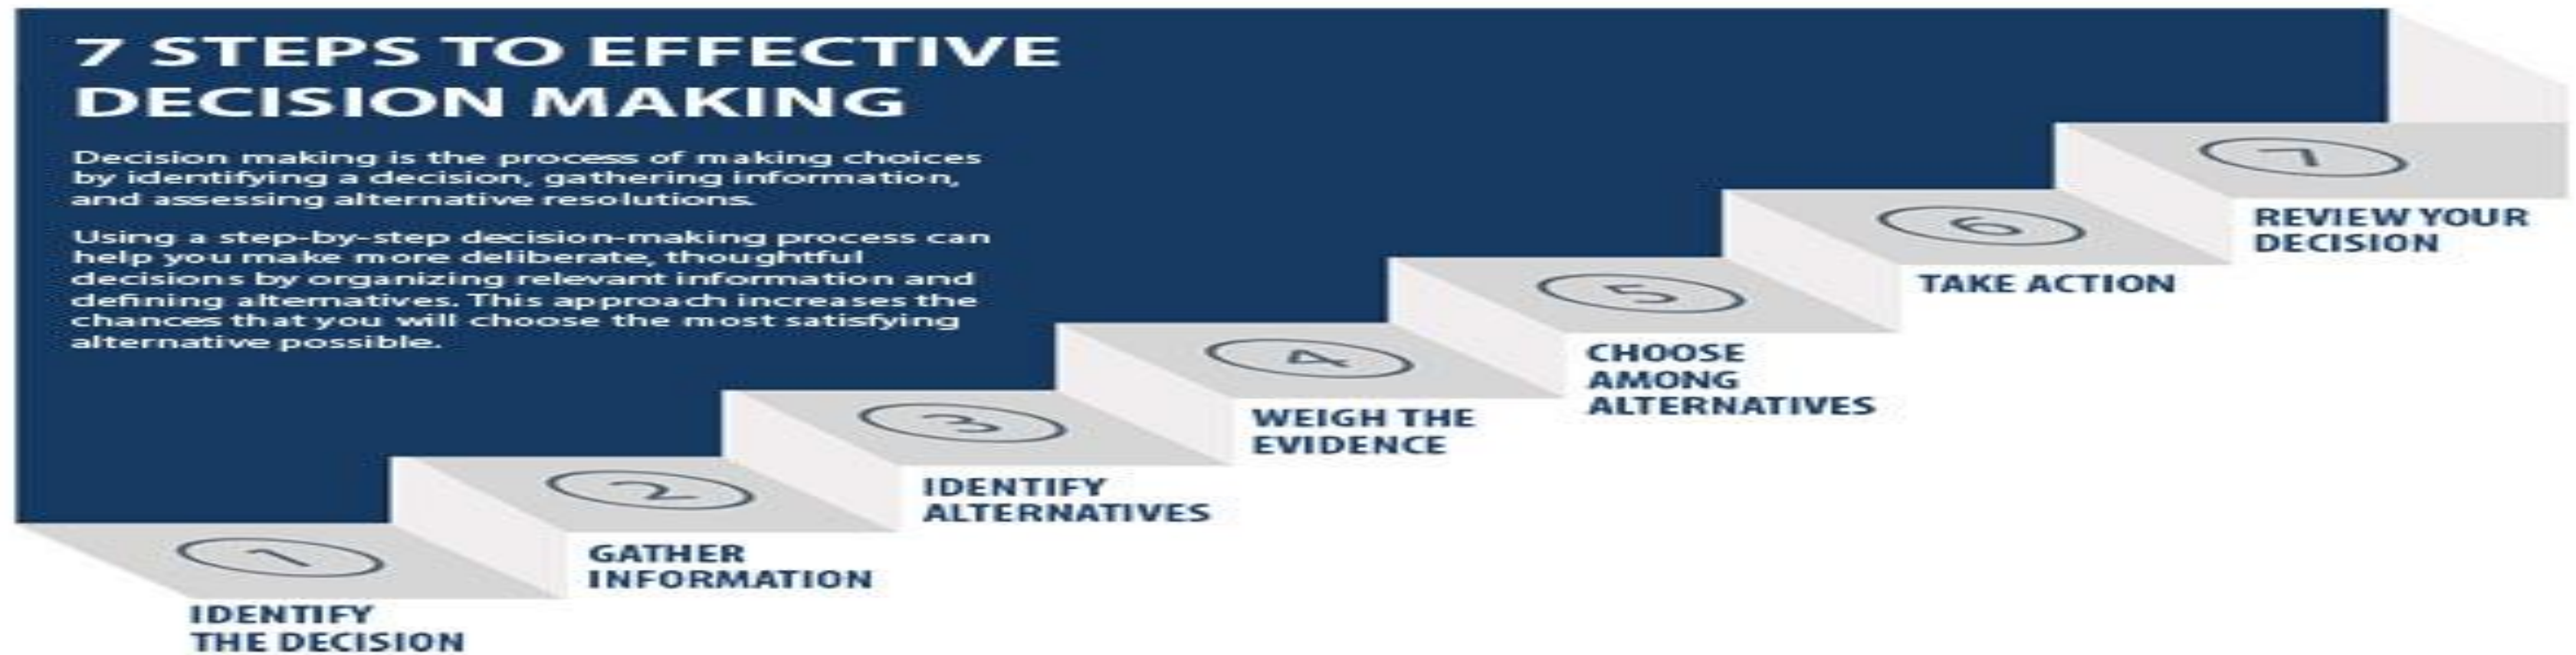 7 STEPS TO EFFECTIVE
DECISION MAKING
Decision making is the process of making choices
by identifying a decision, gathering information,
and assessing alternative resolutions.
Using a step-by-step decision-making process can
help you make more deliberate, thoughtful
decisions by organizing relevant information and
defining alternatives. This approach increases the
chances that you will choose the most satisfying
alternative possible.
1
IDENTIFY
THE DECISION
2
GATHER
INFORMATION
3
IDENTIFY
ALTERNATIVES
4
WEIGH THE
EVIDENCE
5
CHOOSE
AMONG
ALTERNATIVES
6
TAKE ACTION
7
REVIEW YOUR
DECISION